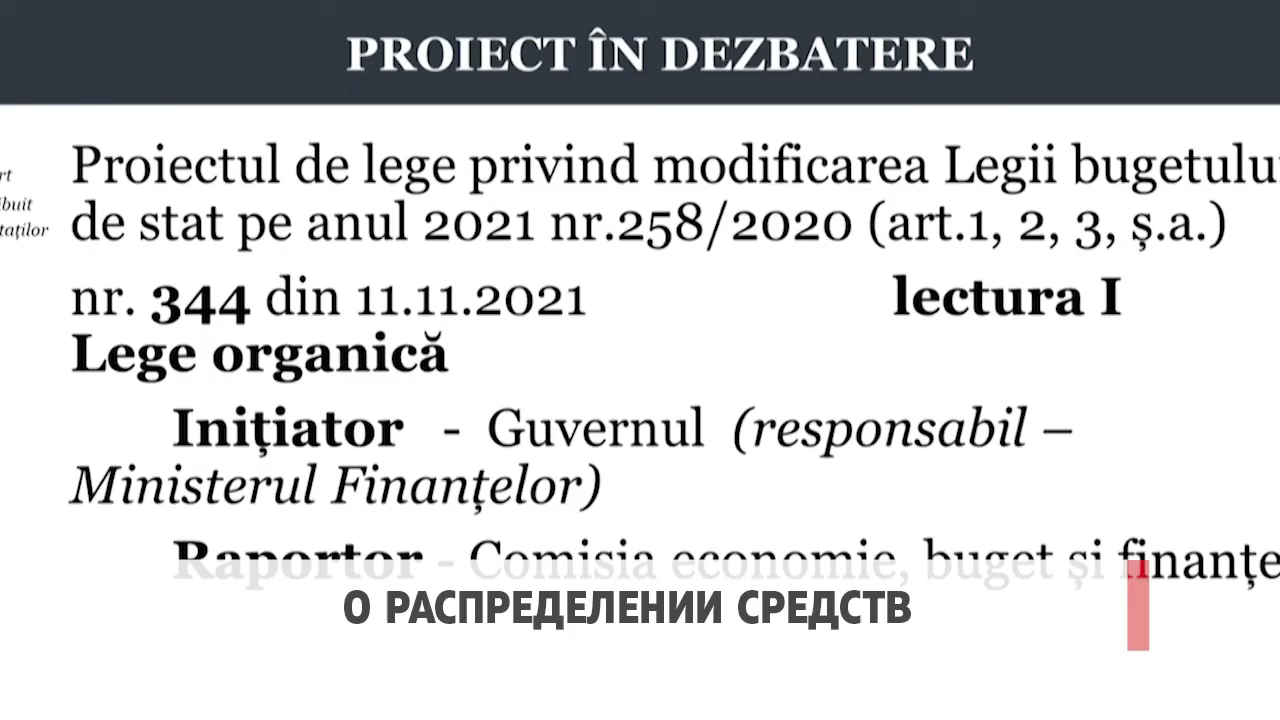 PROIECT ÎN DEZBATERE
Proiectul de lege privind modificarea Legii bugetului
de stat pe anul 2021 nr.258/2020 (art.1, 2, 3, ș.a.)
nr. 344 din 11.11.2021 lectura I
Lege organică
Inițiator - Guvernul (responsabil –
Ministerul Finanțelor)
Raportor - Comisia economie, buget și finanțe
О РАСПРЕДЕЛЕНИИ СРЕДСТВ